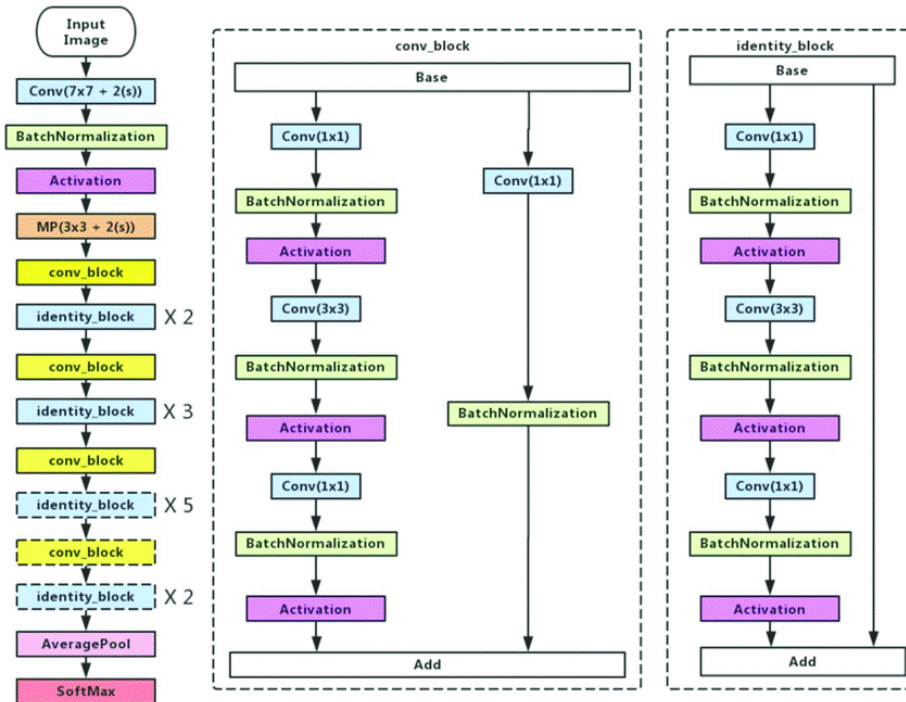 Input
Image
Conv(7x7 + 2(s))
BatchNormalization
Activation
MP(3x3 + 2(s))
conv_block
identity_block X 2
conv_block
identity_block X 3
conv_block
identity_block X 5
conv_block
identity_block X 2
AveragePool
SoftMax
conv_block
Base
Conv(1x1)
BatchNormalization
Activation
Conv(3x3)
BatchNormalization
Activation
Conv(1x1)
BatchNormalization
Activation
Conv(1x1)
BatchNormalization
Add
identity_block
Base
Conv(1x1)
BatchNormalization
Activation
Conv(3x3)
BatchNormalization
Activation
Conv(1x1)
BatchNormalization
Activation
Add